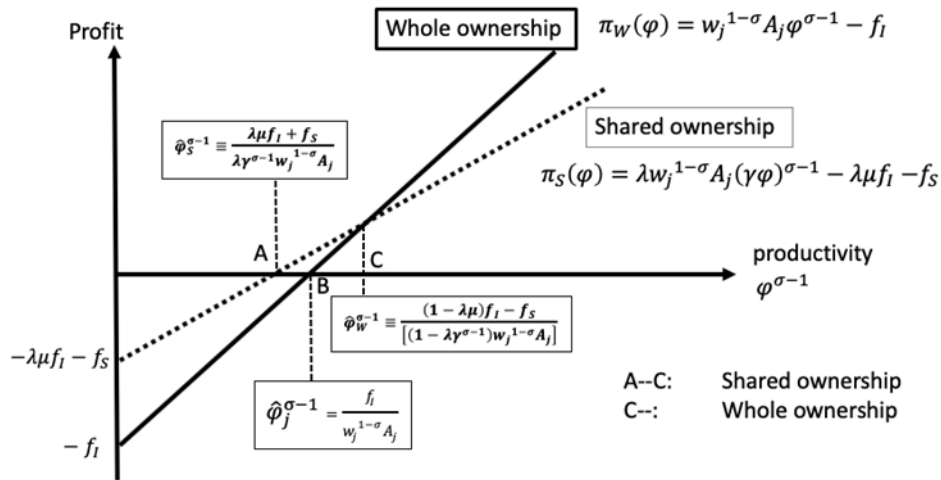 Profit
Whole ownership
π_W(φ) = w_j^{1−σ} A_j φ^{σ−1} − f_I
Shared ownership
π_S(φ) = λw_j^{1−σ} A_j (γφ)^{σ−1} − λμf_I −f_S
φ̂_S^{σ−1} ≡ (λμf_I + f_S) / (λγ^{σ−1} w_j^{1−σ} A_j)
A
B
C
productivity
φ^{σ−1}
φ̂_W^{σ−1} ≡ ((1 − λμ)f_I − f_S) / [(1 − λγ^{σ−1})w_j^{1−σ} A_j]
−λμf_I − f_S
φ̂_j^{σ−1} = f_I / (w_j^{1−σ} A_j)
− f_I
A--C: Shared ownership
C--: Whole ownership